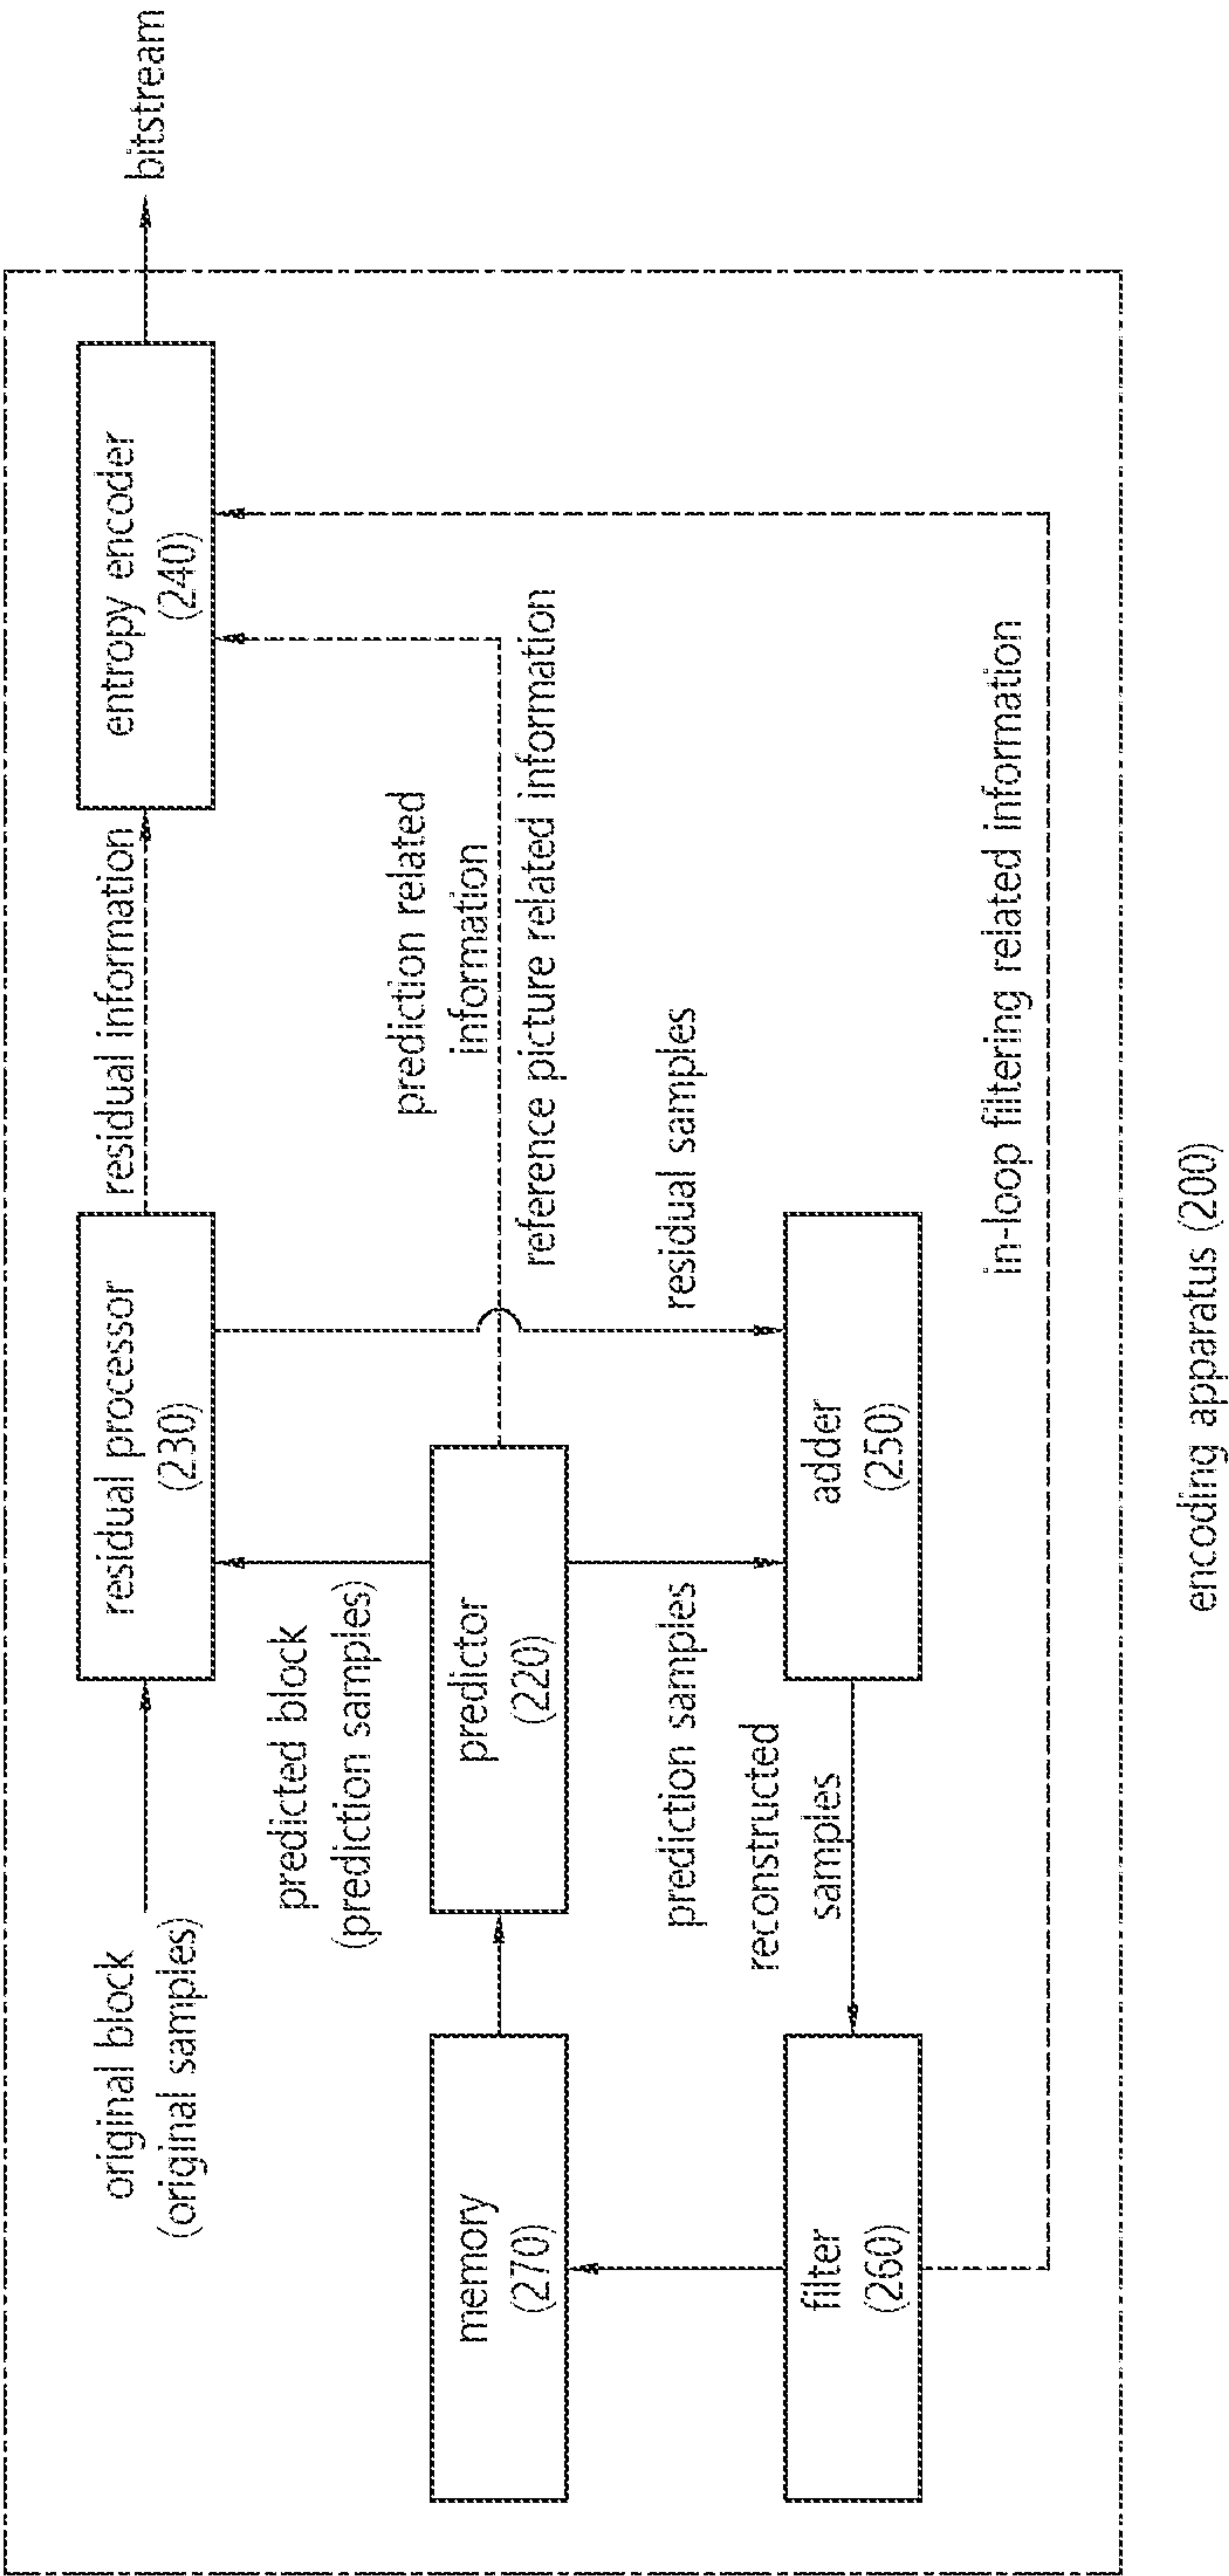 original block
(original samples)
residual processor
(230)
residual information
entropy encoder
(240)
bitstream
predicted block
(prediction samples)
prediction related
information
memory
(270)
predictor
(220)
reference picture related information
prediction samples
residual samples
reconstructed
samples
filter
(260)
adder
(250)
in-loop filtering related information
encoding apparatus (200)